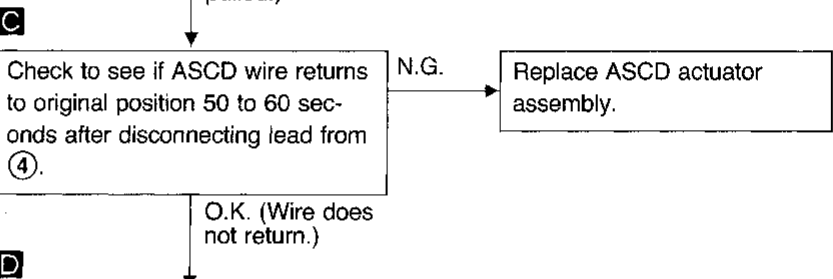 C
Check to see if ASCD wire returns
to original position 50 to 60 sec-
onds after disconnecting lead from
④.
N.G.
Replace ASCD actuator
assembly.
O.K. (Wire does
not return.)
D